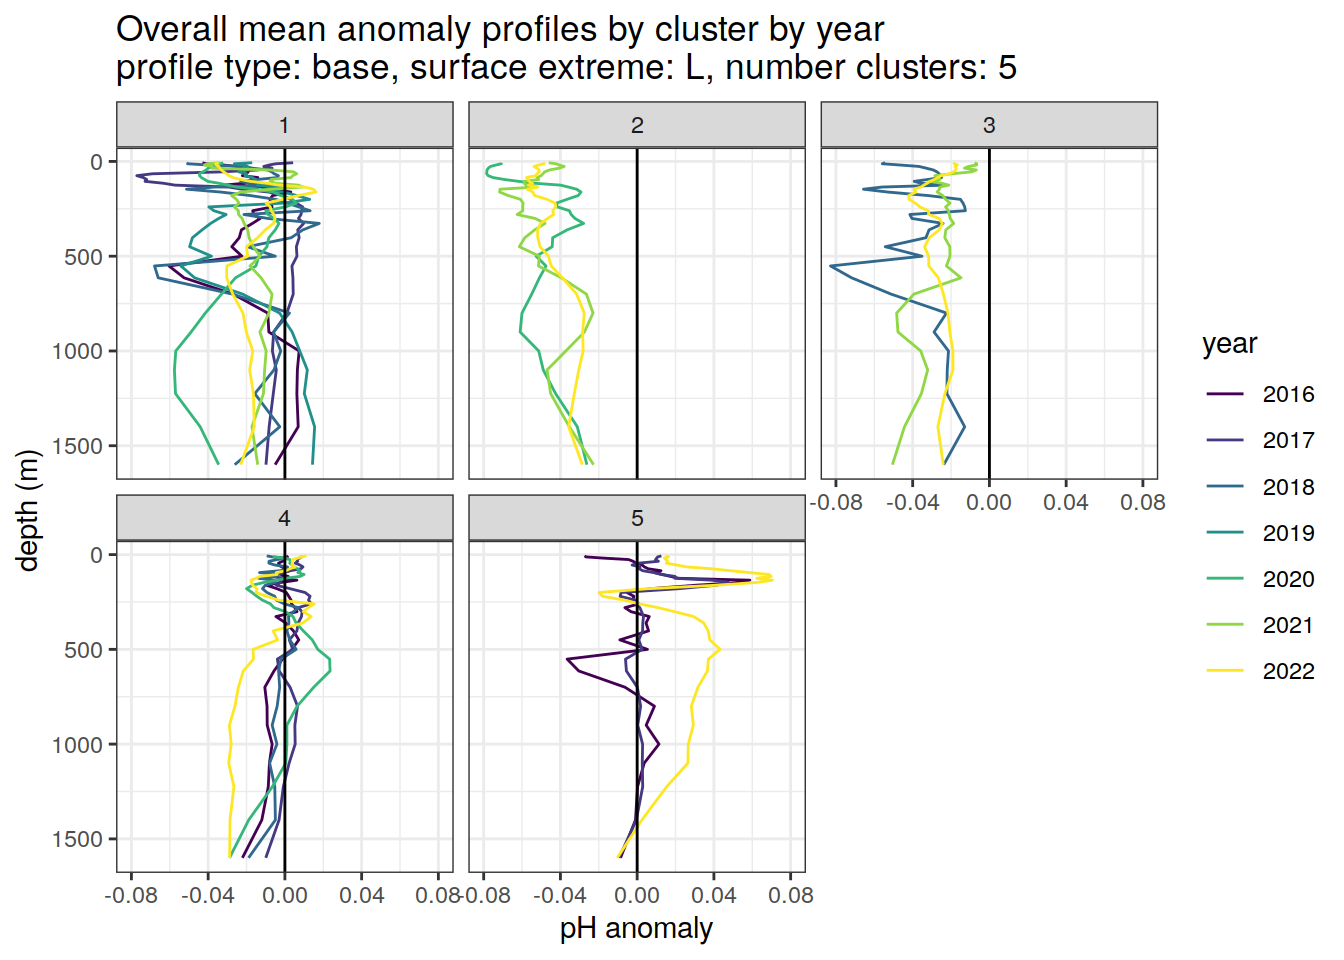 Overall mean anomaly profiles by cluster by year
profile type: base, surface extreme: L, number clusters: 5
1
2
3
0
500
1000
1500
-0.08 -0.04 0.00 0.04 0.08
4
5
0
500
1000
1500
-0.08 -0.04 0.00 0.04 0.08
-0.08 -0.04 0.00 0.04 0.08
pH anomaly
depth (m)
year
2016
2017
2018
2019
2020
2021
2022